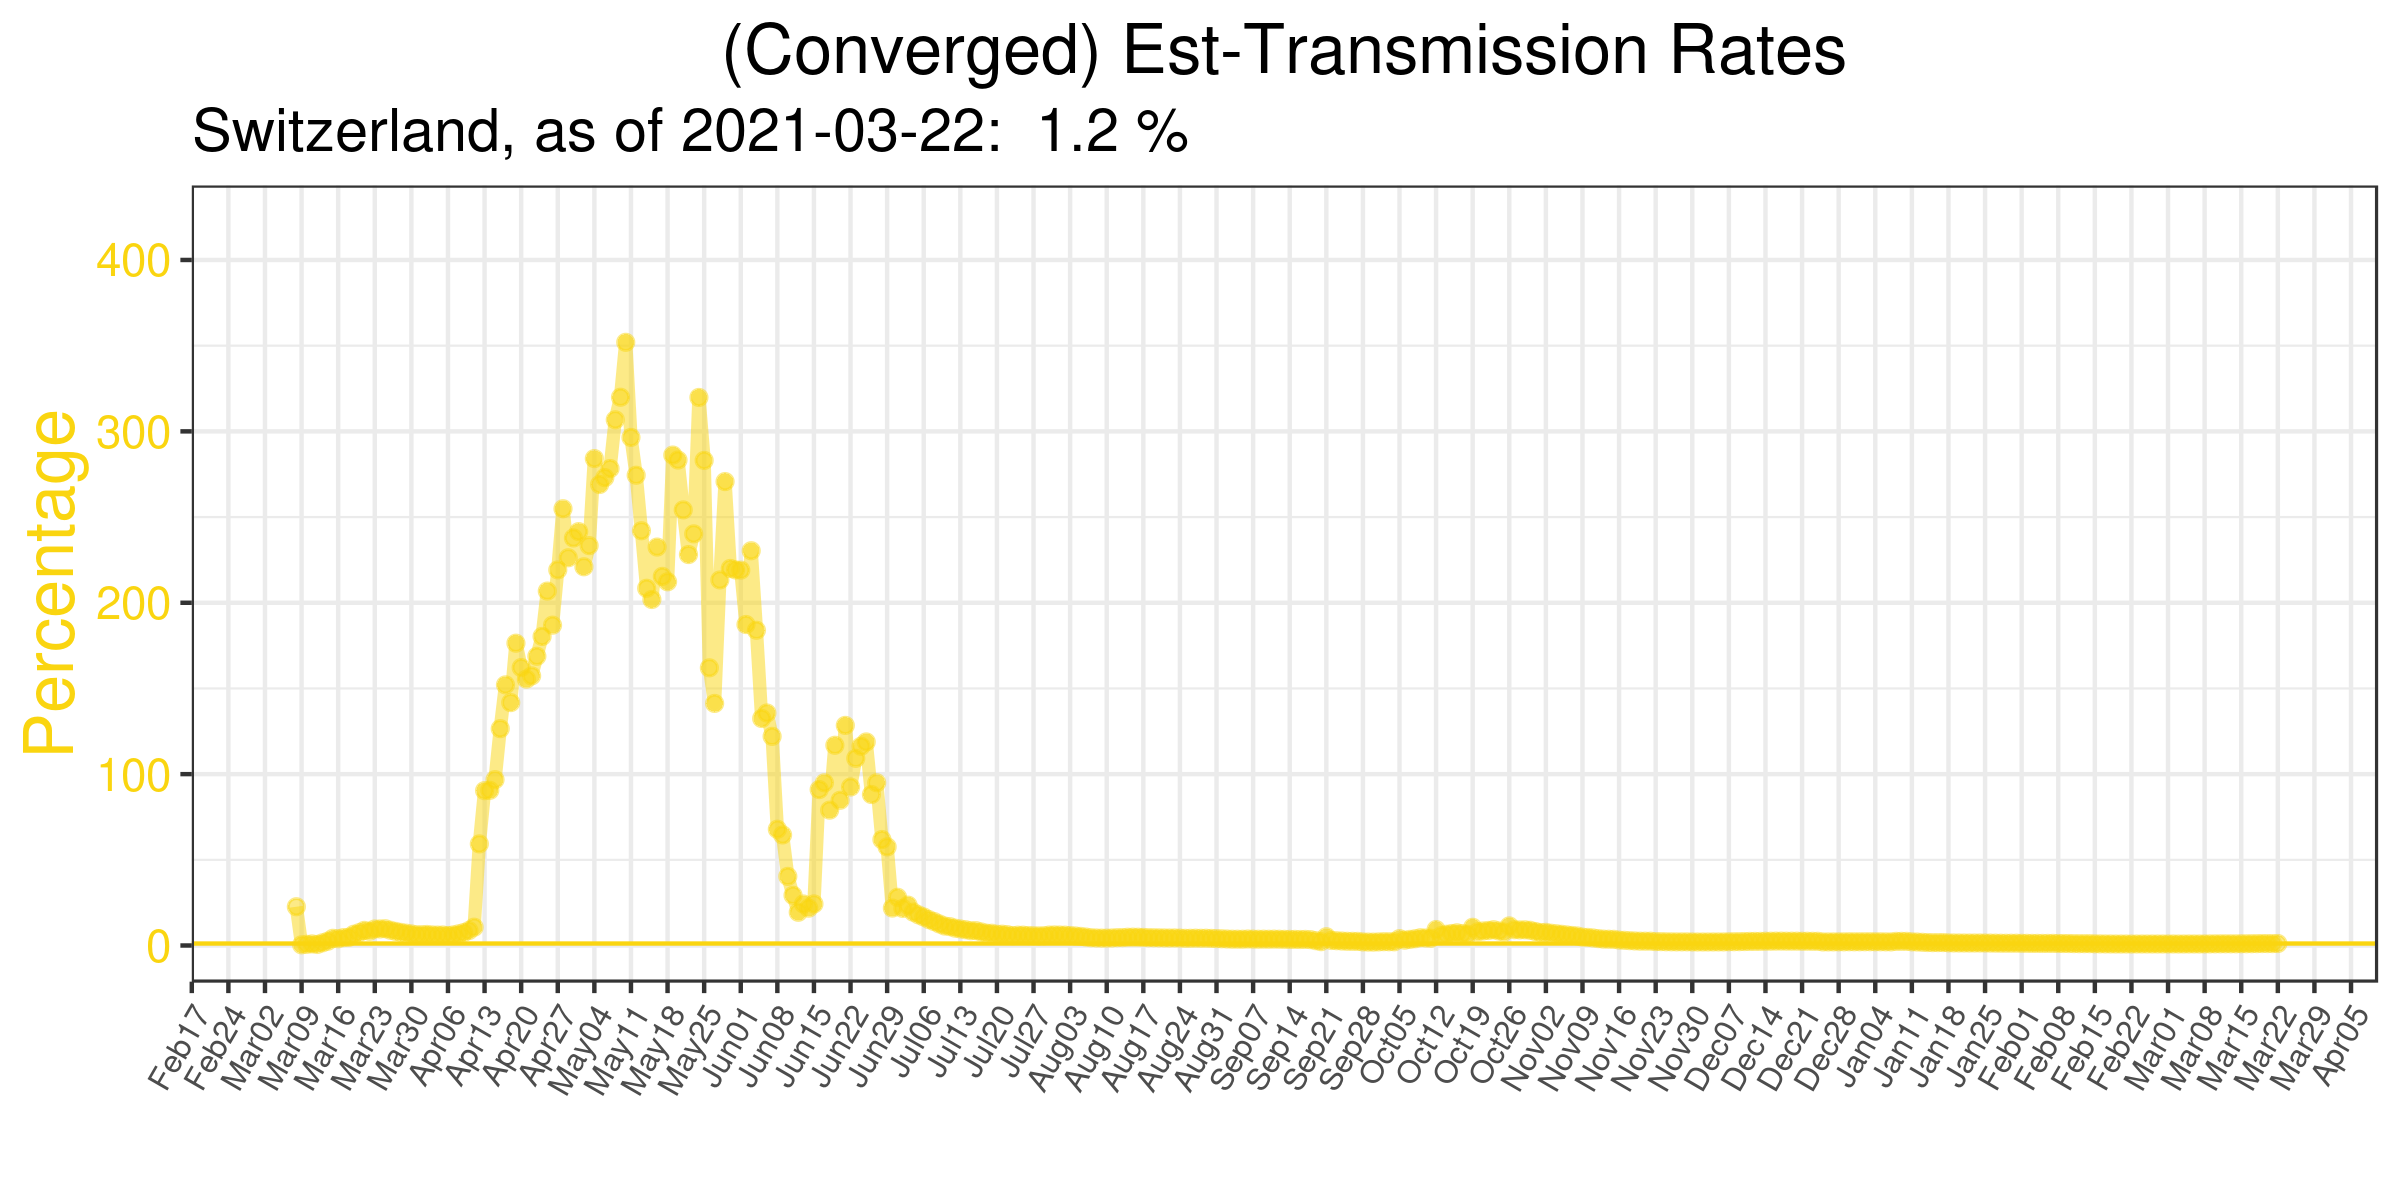 (Converged) Est-Transmission Rates
Switzerland, as of 2021-03-22:  1.2 %
Percentage
400
300
200
100
0
Feb17
Feb24
Mar02
Mar09
Mar16
Mar23
Mar30
Apr06
Apr13
Apr20
Apr27
May04
May11
May18
May25
Jun01
Jun08
Jun15
Jun22
Jun29
Jul06
Jul13
Jul20
Jul27
Aug03
Aug10
Aug17
Aug24
Aug31
Sep07
Sep14
Sep21
Sep28
Oct05
Oct12
Oct19
Oct26
Nov02
Nov09
Nov16
Nov23
Nov30
Dec07
Dec14
Dec21
Dec28
Jan04
Jan11
Jan18
Jan25
Feb01
Feb08
Feb15
Feb22
Mar01
Mar08
Mar15
Mar22
Mar29
Apr05